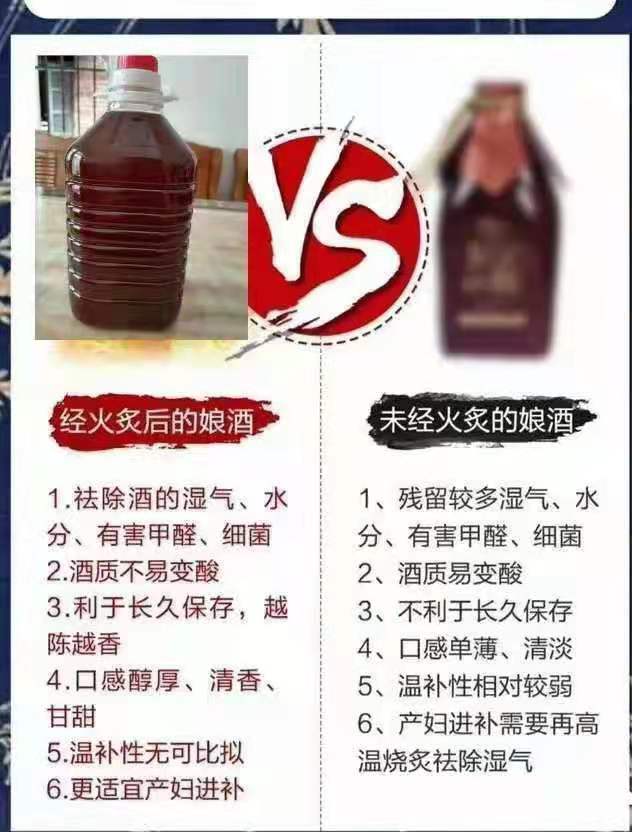 VS
经火炙后的娘酒
1.祛除酒的湿气、水
分、有害甲醛、细菌
2.酒质不易变酸
3.利于长久保存，越
陈越香
4.口感醇厚、清香、
甘甜
5.温补性无可比拟
6.更适宜产妇进补
未经火炙的娘酒
1、残留较多湿气、水
分、有害甲醛、细菌
2、酒质易变酸
3、不利于长久保存
4、口感单薄、清淡
5、温补性相对较弱
6、产妇进补需要再高
温烧炙祛除湿气